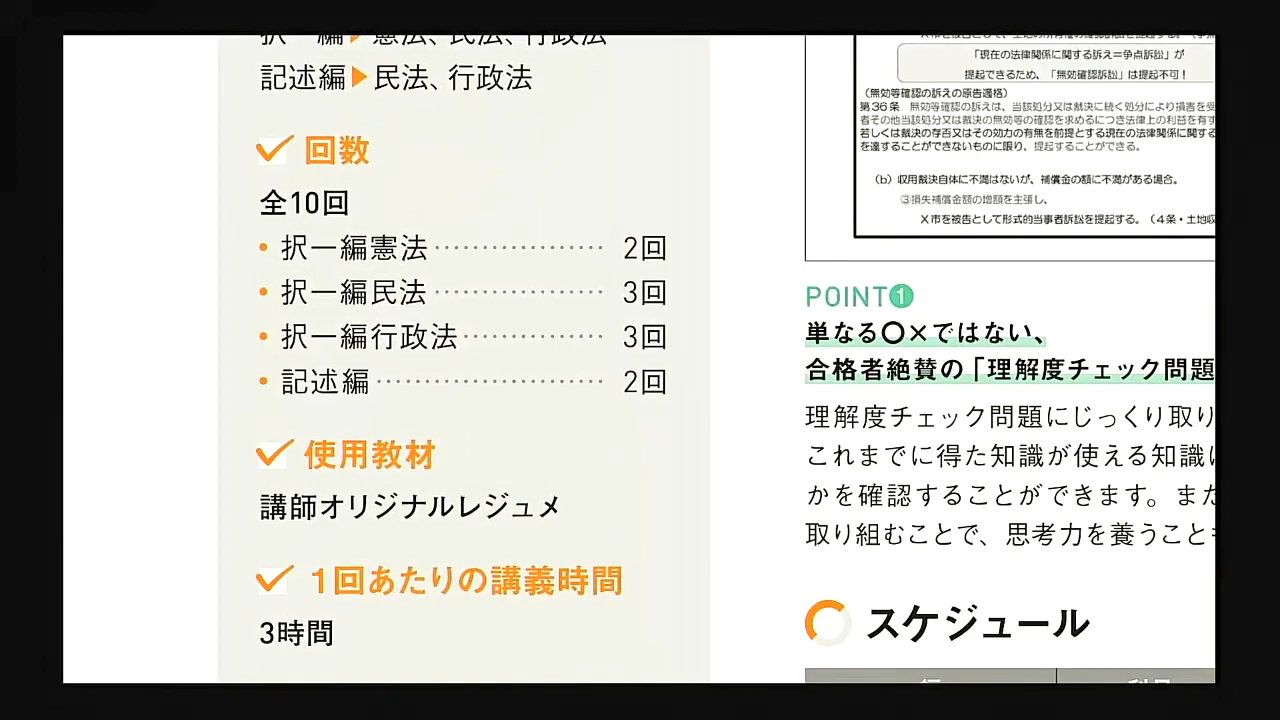 択一編▶憲法、民法、行政法
記述編▶民法、行政法
回数
全10回
• 択一編憲法 2回
• 択一編民法 3回
• 択一編行政法 3回
• 記述編 2回
使用教材
講師オリジナルレジュメ
1回あたりの講義時間
3時間
「現在の法律関係に関する訴え=争点訴訟」が
提起できるため、「無効確認訴訟」は提起不可!
(無効等確認の訴えの原告適格)
第36条 無効等確認の訴えは、当該処分又は裁決に続く処分により損害を受
者その他当該処分又は裁決の無効等の確認を求めるにつき法律上の利益を有す
若しくは裁決の存否又はその効力の有無を前提とする現在の法律関係に関する
を達することができないものに限り、提起することができる。
(b) 収用裁決自体に不満はないが、補償金の額に不満がある場合。
③損失補償金額の増額を主張し、
X市を被告として形式的当事者訴訟を提起する。(4条・土地収
POINT1
単なる〇×ではない、
合格者絶賛の「理解度チェック問題
理解度チェック問題にじっくり取り
これまでに得た知識が使える知識に
かを確認することができます。また
取り組むことで、思考力を養うこと
スケジュール